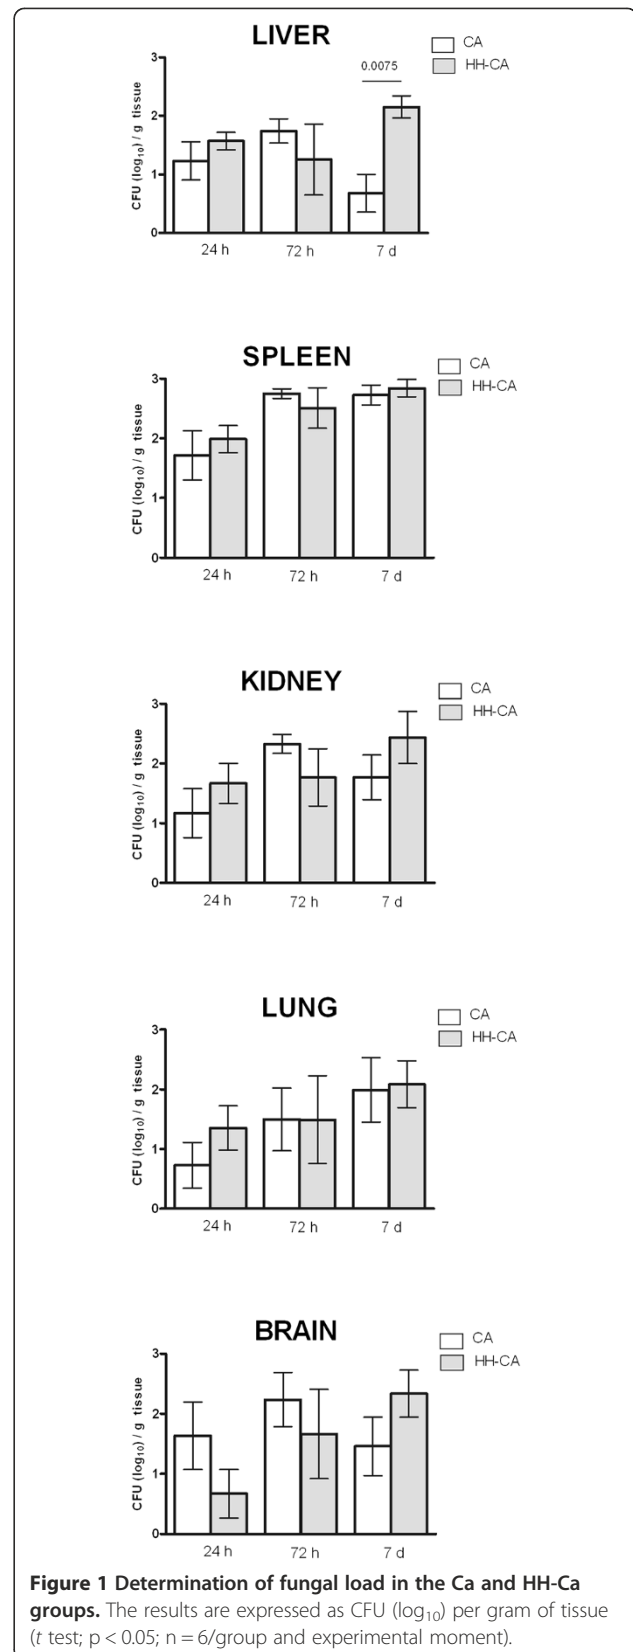 LIVER
CA
HH-CA
0.0075
CFU (log10) / g tissue
3
2
1
0
24 h 72 h 7 d
SPLEEN
CA
HH-CA
CFU (log10) / g tissue
3
2
1
0
24 h 72 h 7 d
KIDNEY
CA
HH-CA
CFU (log10) / g tissue
3
2
1
0
24 h 72 h 7 d
LUNG
CA
HH-CA
CFU (log10) / g tissue
3
2
1
0
24 h 72 h 7 d
BRAIN
CA
HH-CA
CFU (log10) / g tissue
3
2
1
0
24 h 72 h 7 d
Figure 1 Determination of fungal load in the Ca and HH-Ca
groups. The results are expressed as CFU (log10) per gram of tissue
(t test; p < 0.05; n = 6/group and experimental moment).